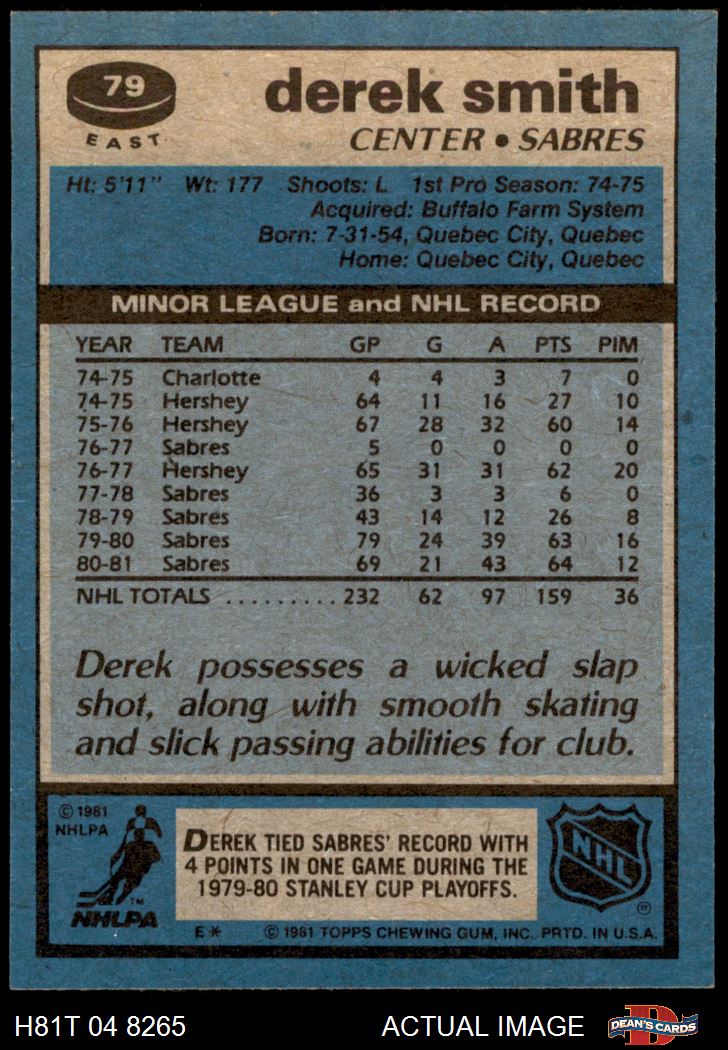 79
EAST
derek smith
CENTER • SABRES
Ht: 5'11" Wt: 177 Shoots: L 1st Pro Season: 74-75
Acquired: Buffalo Farm System
Born: 7-31-54, Quebec City, Quebec
Home: Quebec City, Quebec
MINOR LEAGUE and NHL RECORD
YEAR TEAM GP G A PTS PIM
74-75 Charlotte 4 4 3 7 0
74-75 Hershey 64 11 16 27 10
75-76 Hershey 67 28 32 60 14
76-77 Sabres 5 0 0 0 0
76-77 Hershey 65 31 31 62 20
77-78 Sabres 36 3 3 6 0
78-79 Sabres 43 14 12 26 8
79-80 Sabres 79 24 39 63 16
80-81 Sabres 69 21 43 64 12
NHL TOTALS .......... 232 62 97 159 36
Derek possesses a wicked slap
shot, along with smooth skating
and slick passing abilities for club.
© 1981
NHLPA
TM
NHLPA
DEREK TIED SABRES' RECORD WITH
4 POINTS IN ONE GAME DURING THE
1979-80 STANLEY CUP PLAYOFFS.
NHL
®
E* © 1981 TOPPS CHEWING GUM, INC. PRTD. IN U.S.A.
H81T 04 8265 ACTUAL IMAGE DEAN'S CARDS